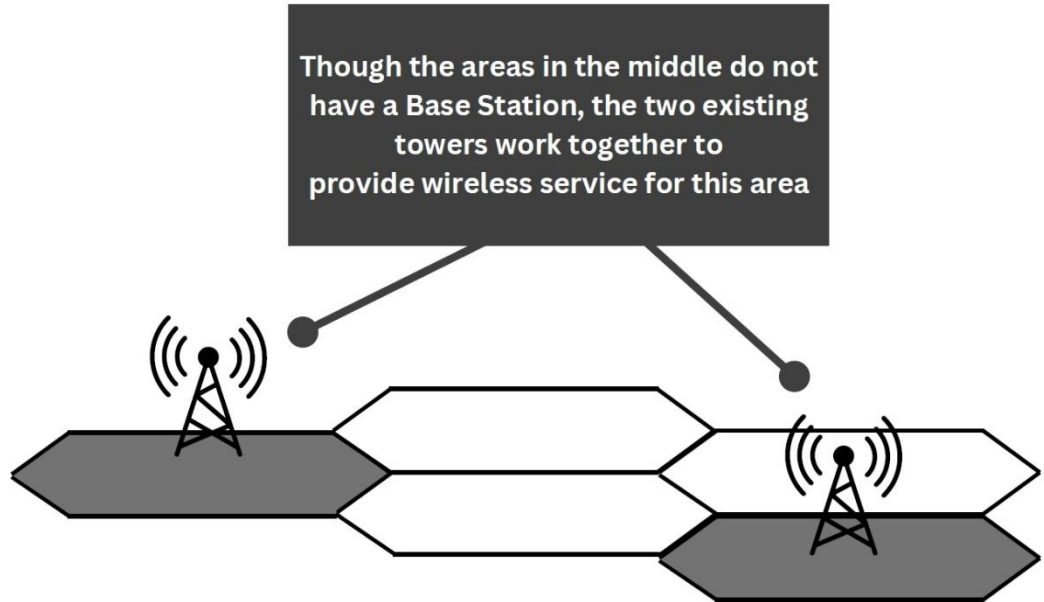 Though the areas in the middle do not
have a Base Station, the two existing
towers work together to
provide wireless service for this area